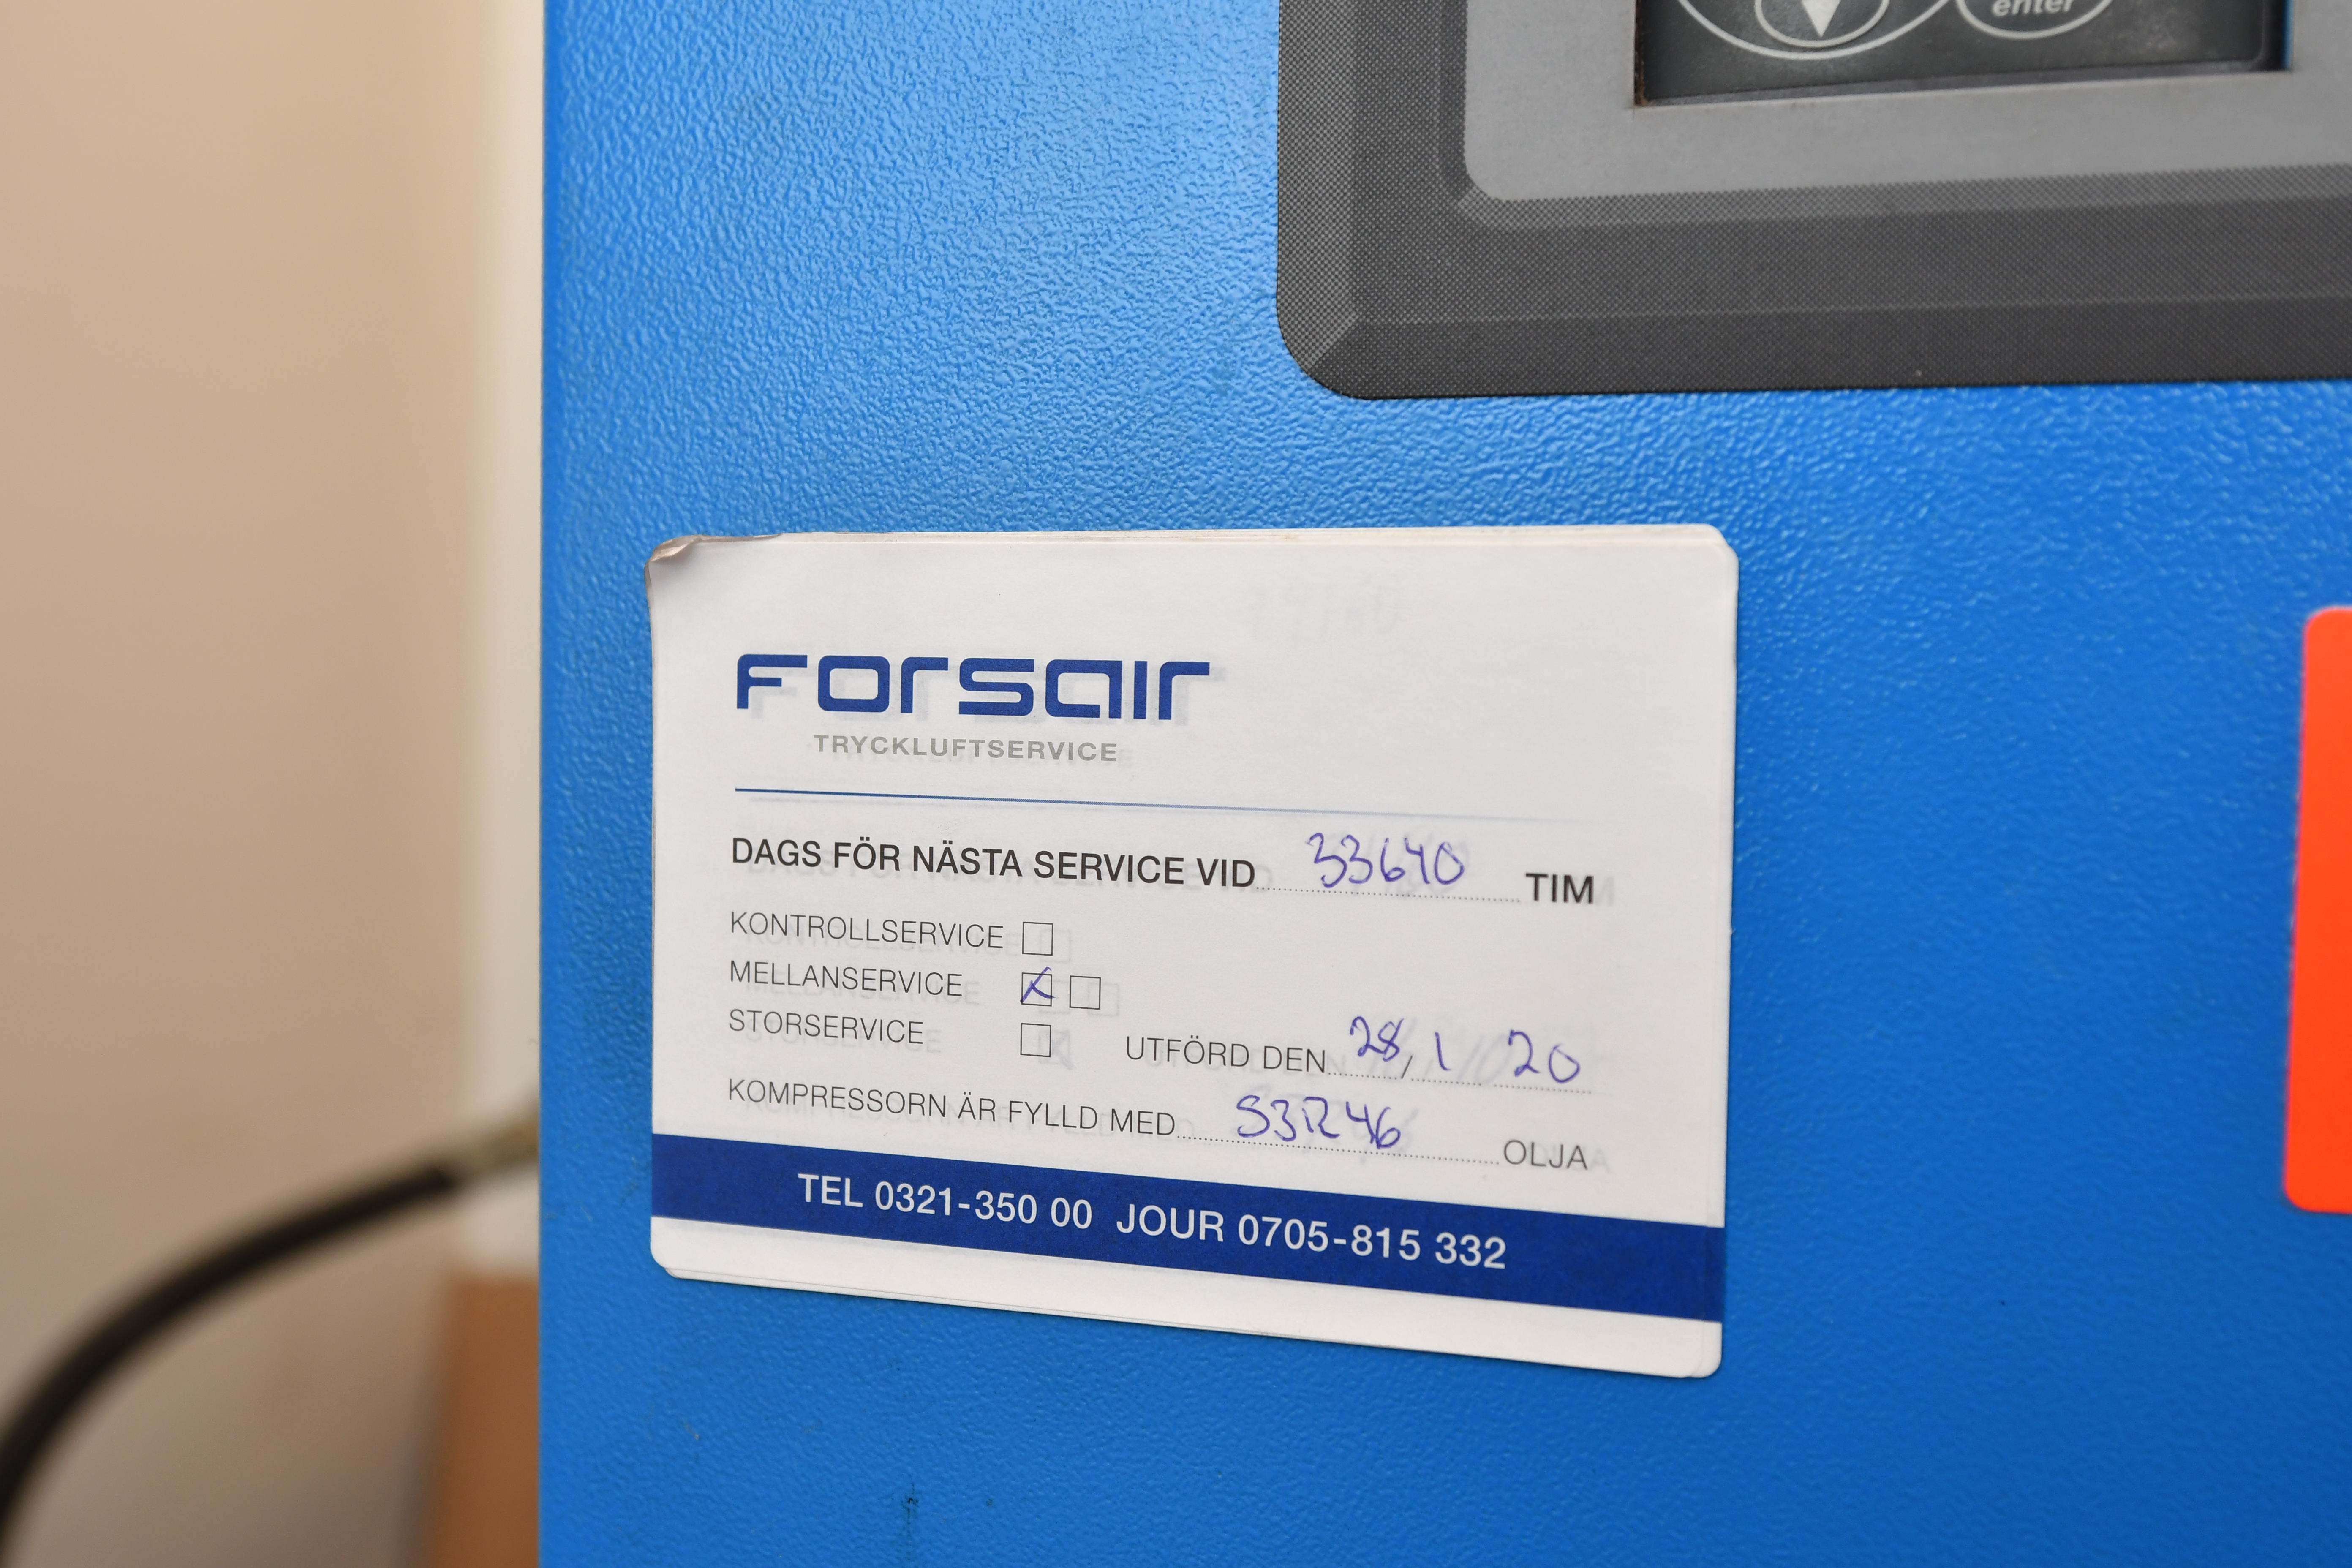 enter
Forsair
TRYCKLUFTSERVICE
DAGS FÖR NÄSTA SERVICE VID 33640 TIM
KONTROLLSERVICE
MELLANSERVICE
STORSERVICE UTFÖRD DEN 28/1 20
KOMPRESSORN ÄR FYLLD MED S3R46 OLJA
TEL 0321-350 00 JOUR 0705-815 332